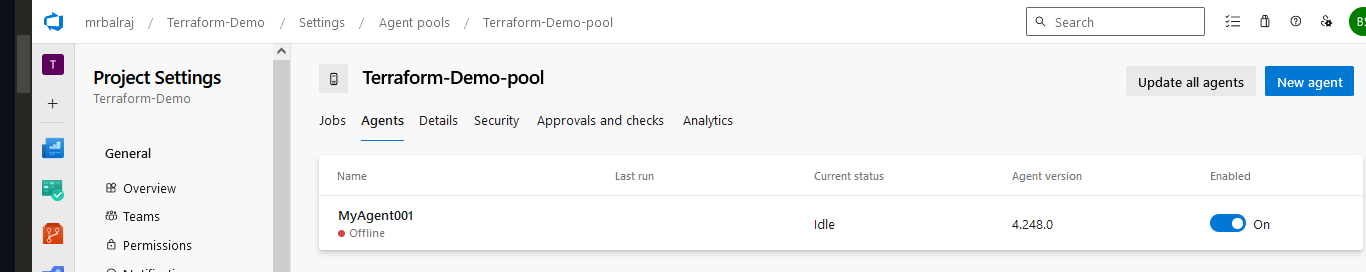 mrbalraj / Terraform-Demo / Settings / Agent pools / Terraform-Demo-pool
Search
BS
T
Project Settings
Terraform-Demo
General
Overview
Teams
Permissions
Terraform-Demo-pool
Update all agents
New agent
Jobs Agents Details Security Approvals and checks Analytics
Name Last run Current status Agent version Enabled
MyAgent001 Idle 4.248.0 On
Offline